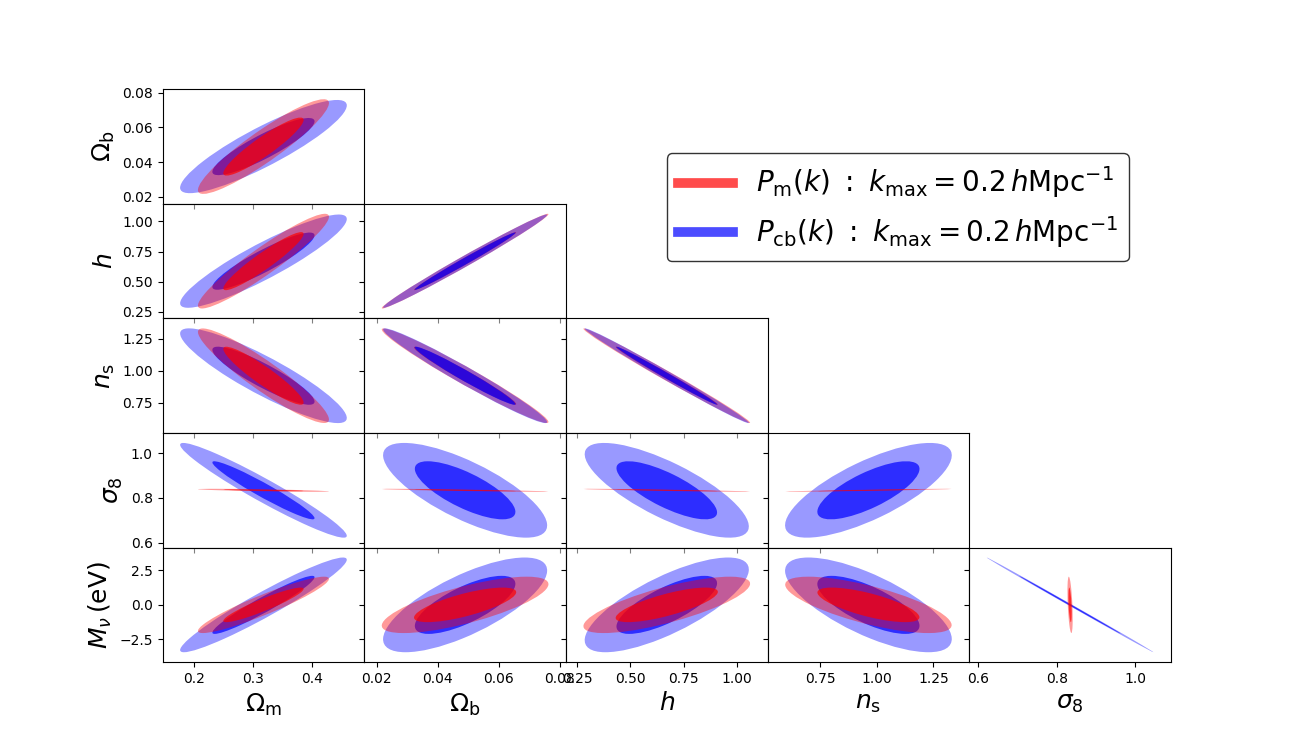 0.08
0.06
0.04
0.02
Ω_b
P_m(k) : k_max = 0.2 hMpc⁻¹
P_cb(k) : k_max = 0.2 hMpc⁻¹
1.00
0.75
0.50
0.25
h
1.25
1.00
0.75
n_s
1.0
0.8
0.6
σ_8
2.5
0.0
−2.5
M_ν (eV)
0.2 0.3 0.4 0.02 0.04 0.06 0.08 0.25 0.50 0.75 1.00 0.75 1.00 1.25 0.6 0.8 1.0
Ω_m Ω_b h n_s σ_8